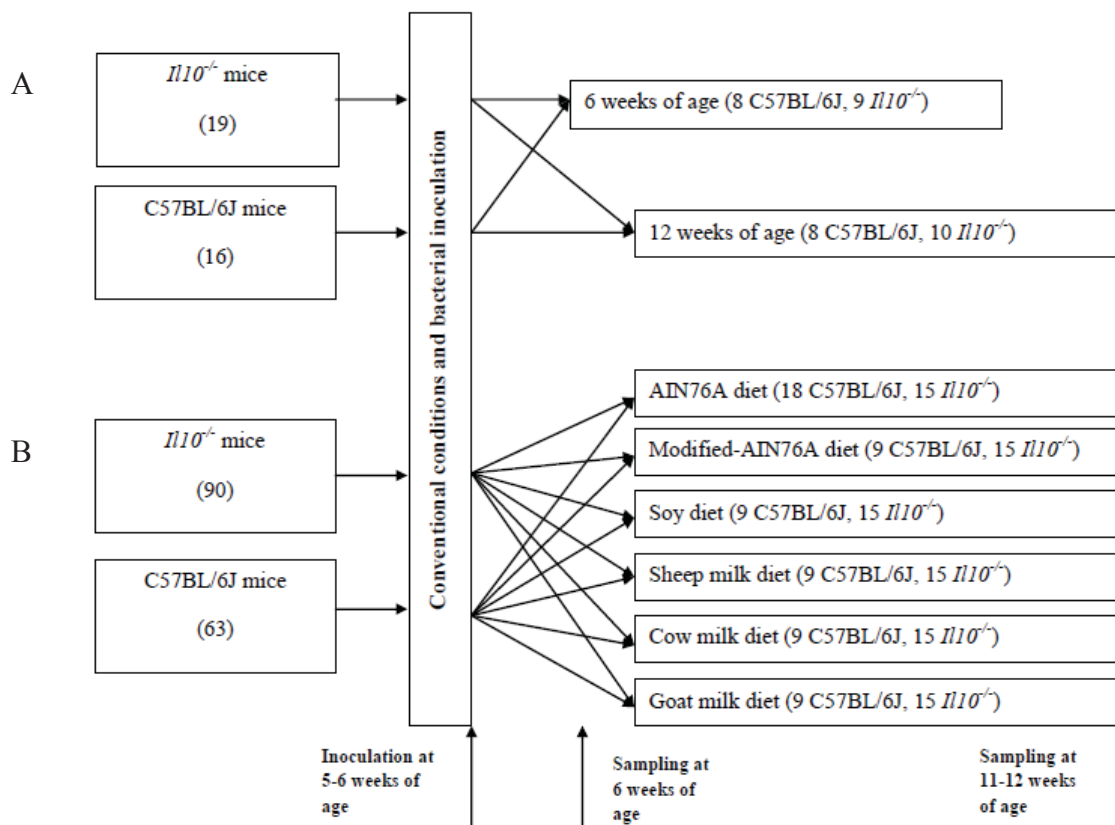 A
Il10-/- mice
(19)
C57BL/6J mice
(16)
Conventional conditions and bacterial inoculation
6 weeks of age (8 C57BL/6J, 9 Il10-/-)
12 weeks of age (8 C57BL/6J, 10 Il10-/-)
B
Il10-/- mice
(90)
C57BL/6J mice
(63)
AIN76A diet (18 C57BL/6J, 15 Il10-/-)
Modified-AIN76A diet (9 C57BL/6J, 15 Il10-/-)
Soy diet (9 C57BL/6J, 15 Il10-/-)
Sheep milk diet (9 C57BL/6J, 15 Il10-/-)
Cow milk diet (9 C57BL/6J, 15 Il10-/-)
Goat milk diet (9 C57BL/6J, 15 Il10-/-)
Inoculation at
5-6 weeks of
age
Sampling at
6 weeks of
age
Sampling at
11-12 weeks
of age